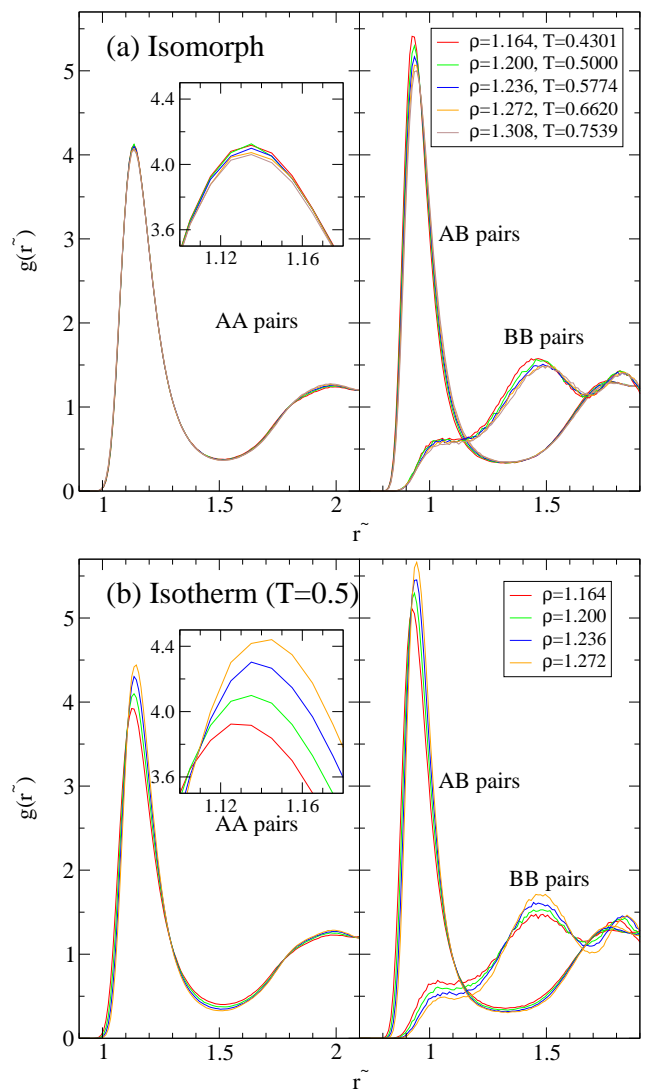 (a) Isomorph
ρ=1.164, T=0.4301
ρ=1.200, T=0.5000
ρ=1.236, T=0.5774
ρ=1.272, T=0.6620
ρ=1.308, T=0.7539
5
4
3
2
1
0
g(r̃)
4.4
4.0
3.6
1.12 1.16
AA pairs
AB pairs
BB pairs
1 1.5 2
1 1.5
r̃ r̃
(b) Isotherm (T=0.5)
ρ=1.164
ρ=1.200
ρ=1.236
ρ=1.272
5
4
3
2
1
0
g(r̃)
4.4
4.0
3.6
1.12 1.16
AA pairs
AB pairs
BB pairs
1 1.5 2
1 1.5
r̃ r̃